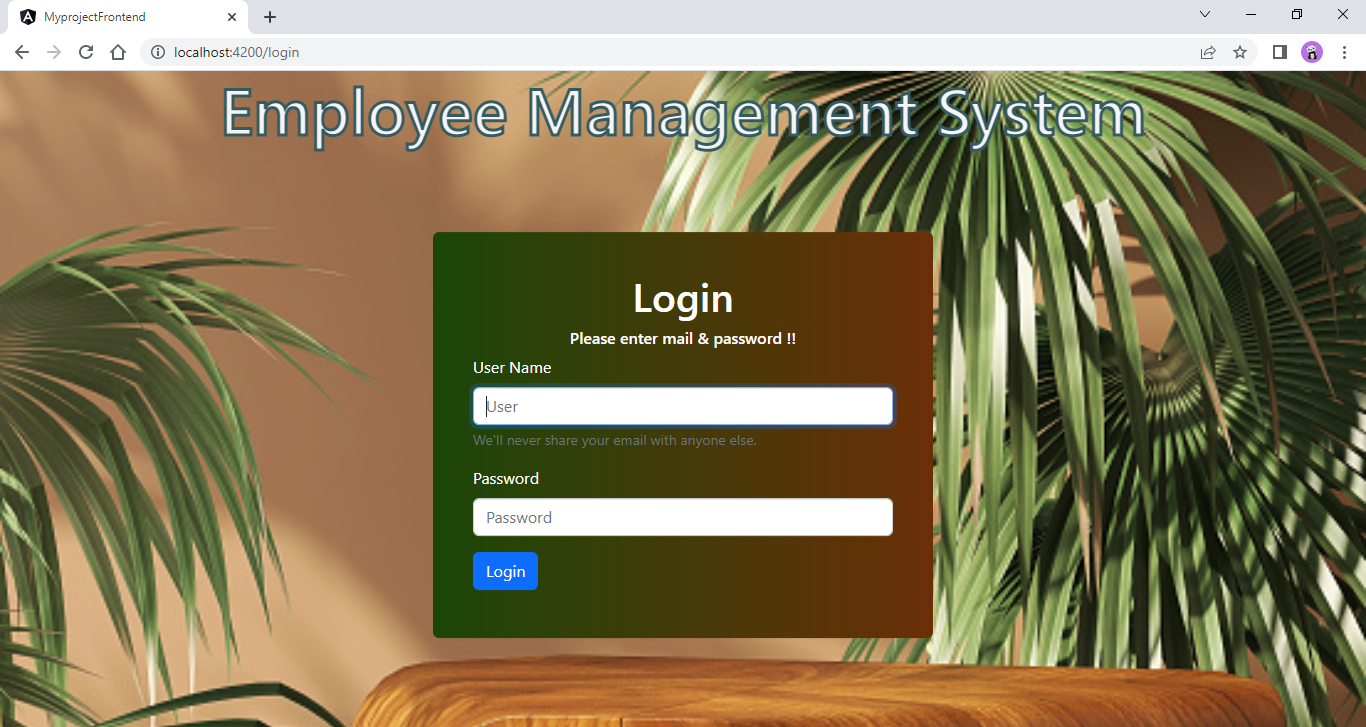 MyprojectFrontend
localhost:4200/login
Employee Management System
Login
Please enter mail & password !!
User Name
User
We'll never share your email with anyone else.
Password
Password
Login